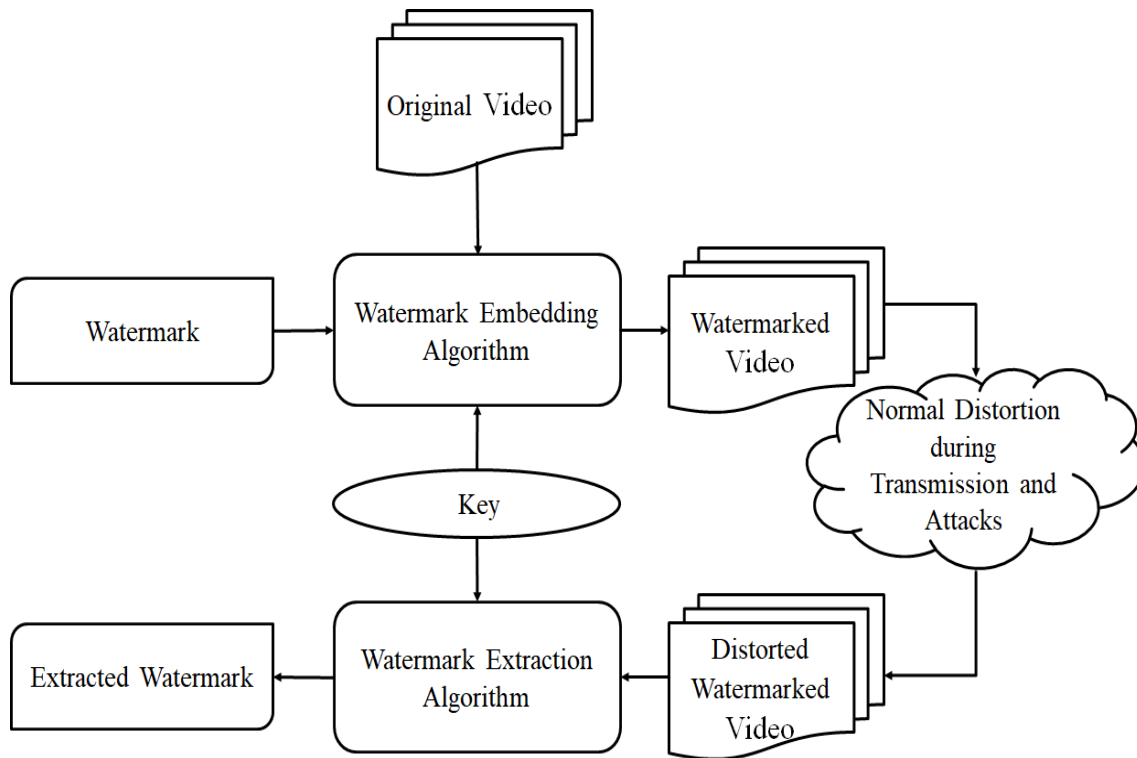 Original Video
Watermark
Watermark Embedding
Algorithm
Watermarked
Video
Normal Distortion
during
Transmission and
Attacks
Key
Extracted Watermark
Watermark Extraction
Algorithm
Distorted
Watermarked
Video